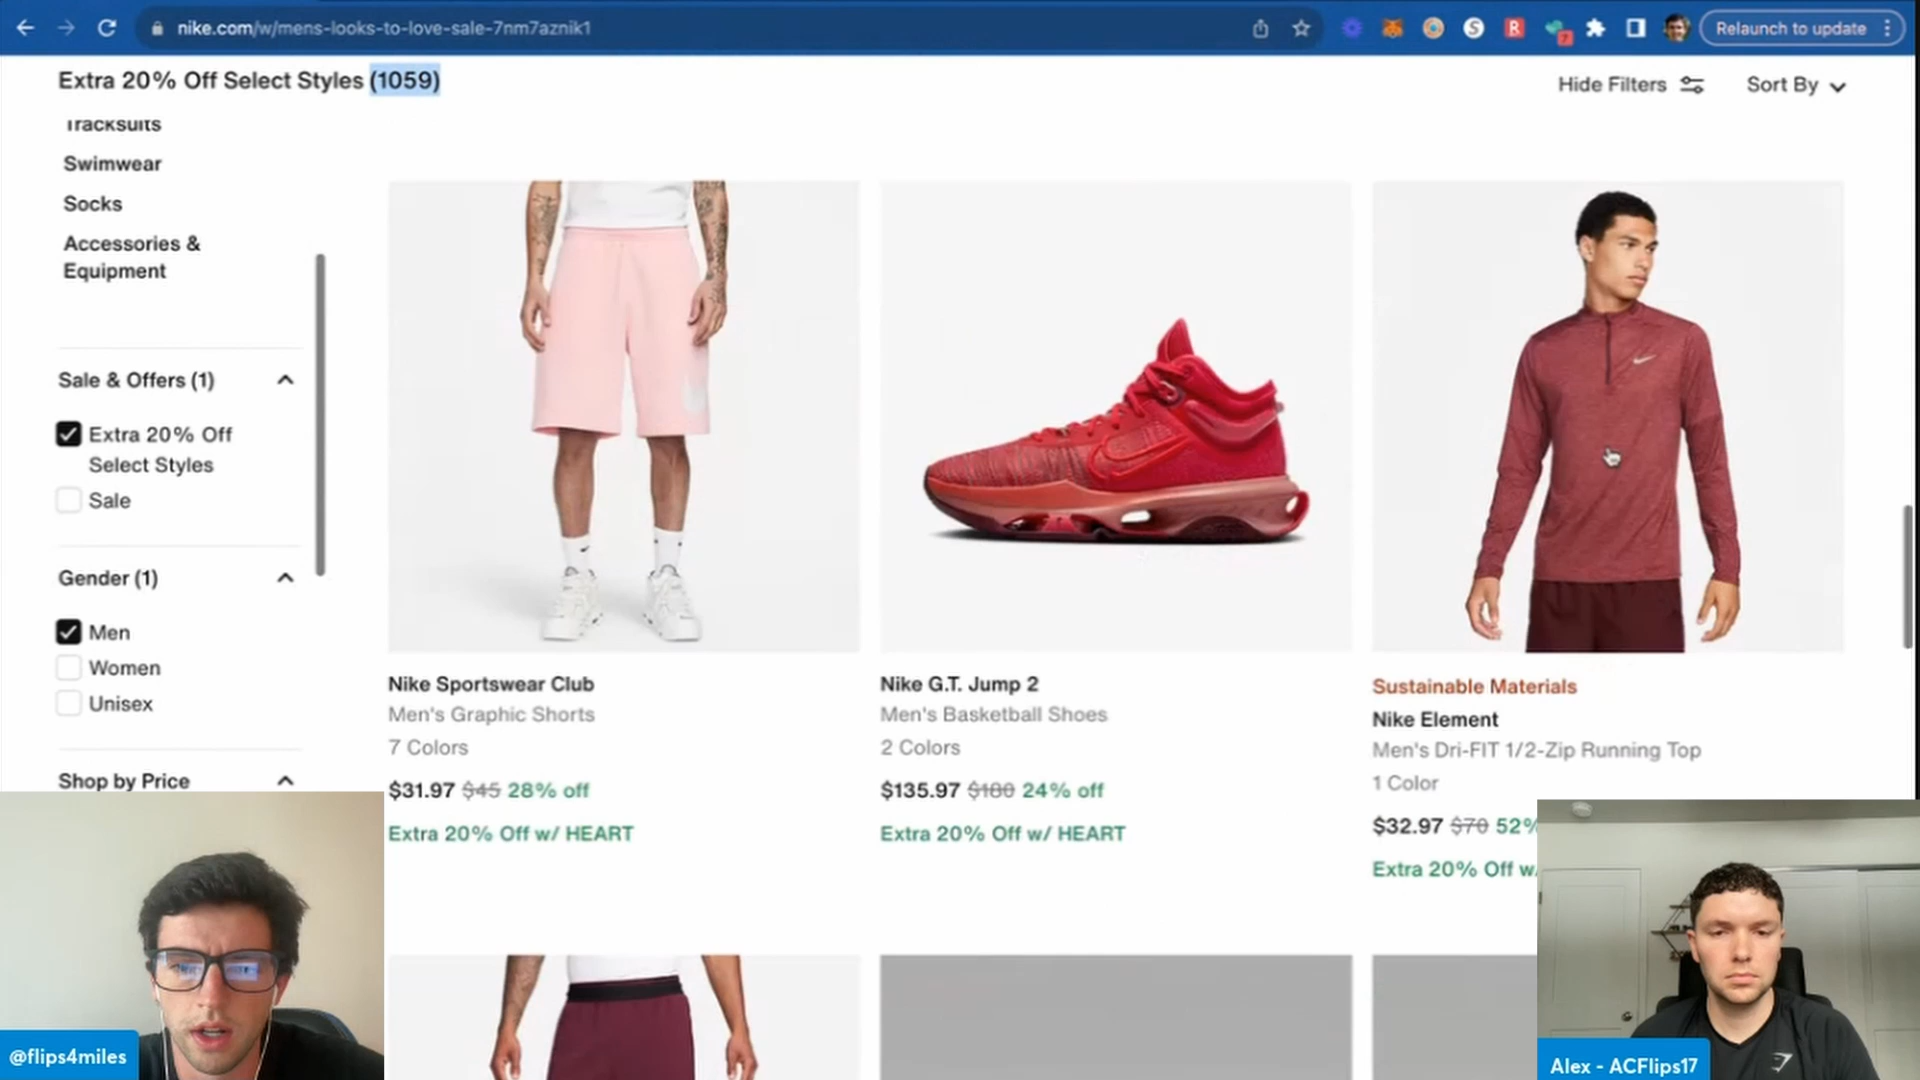 nike.com/w/mens-looks-to-love-sale-7nm7aznik1
S
R
7
Relaunch to update
Extra 20% Off Select Styles (1059)
Hide Filters
Sort By
Tracksuits
Swimwear
Socks
Accessories &
Equipment
Sale & Offers (1)
Extra 20% Off
Select Styles
Sale
Gender (1)
Men
Women
Unisex
Shop by Price
Nike Sportswear Club
Men's Graphic Shorts
7 Colors
$31.97 $45 28% off
Extra 20% Off w/ HEART
Nike G.T. Jump 2
Men's Basketball Shoes
2 Colors
$135.97 $180 24% off
Extra 20% Off w/ HEART
Sustainable Materials
Nike Element
Men's Dri-FIT 1/2-Zip Running Top
1 Color
$32.97 $70 52%
Extra 20% Off w/
@flips4miles
Alex - ACFlips17